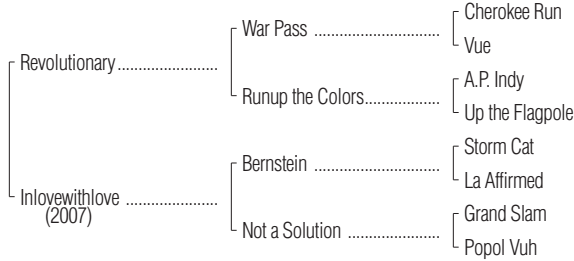 Cherokee Run
War Pass ........................
Vue
Revolutionary ........................
A.P. Indy
Runup the Colors..................
Up the Flagpole
Storm Cat
Bernstein ........................
La Affirmed
Inlovewithlove ......................
(2007)
Grand Slam
Not a Solution ......................
Popol Vuh